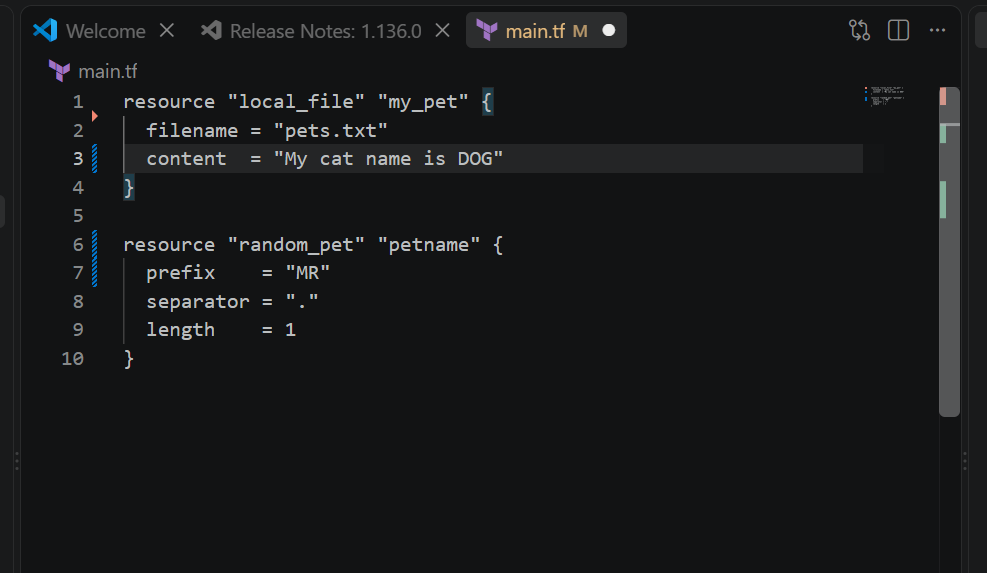 Welcome Release Notes: 1.136.0 main.tf M
main.tf
1 resource "local_file" "my_pet" {
2   filename = "pets.txt"
3   content  = "My cat name is DOG"
4 }
5
6 resource "random_pet" "petname" {
7   prefix    = "MR"
8   separator = "."
9   length    = 1
10 }